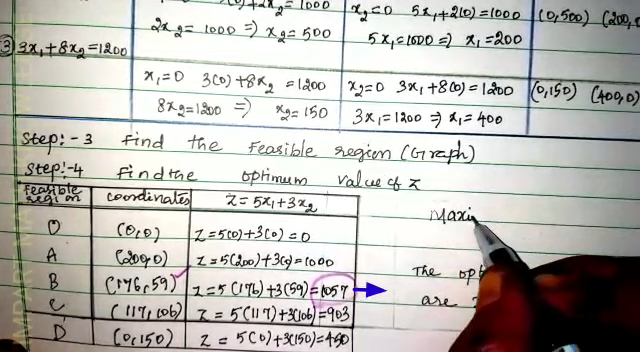 x₂=0 5x₁+2(0)=1000 (0,500) (200,
2x₂ = 1000 ⇒ x₂=500 5x₁=1000 ⇒ x₁=200
③ 3x₁+8x₂=1200
x₁=0 3(0)+8x₂ =1200 x₂=0 3x₁+8(0)=1200 (0,150) (400,0)
8x₂=1200 ⇒ x₂=150 3x₁=1200 ⇒ x₁=400
Step:-3 Find the Feasible region (Graph)
Step:-4 Find the optimum value of Z
Feasible region coordinates Z=5x₁+3x₂
O (0,0) Z=5(0)+3(0)=0
A (200,0) Z=5(200)+3(0)=1000
B (176,59) Z=5(176)+3(59)=1057
C (117,106) Z=5(117)+3(106)=903
D (0,150) Z=5(0)+3(150)=450
Maxi
The opt
are